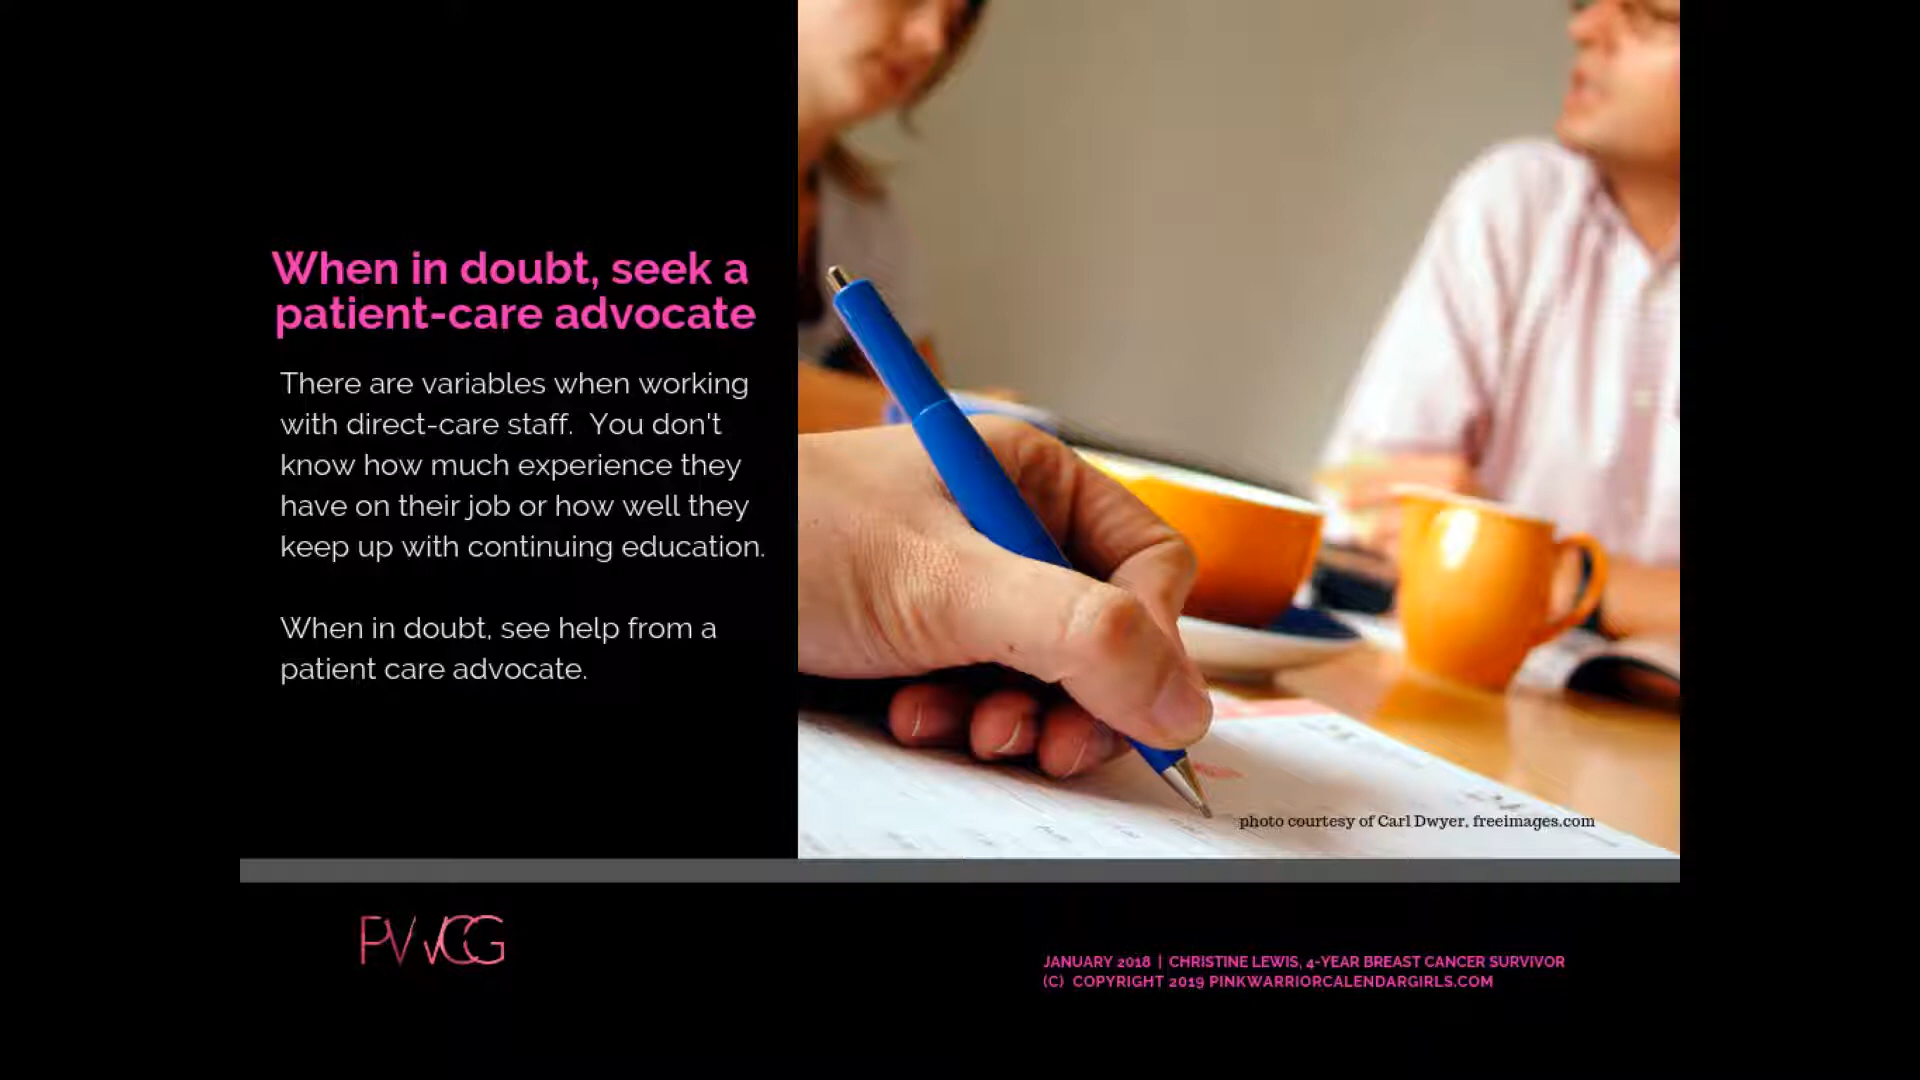 When in doubt, seek a
patient-care advocate
There are variables when working
with direct-care staff.  You don't
know how much experience they
have on their job or how well they
keep up with continuing education.
When in doubt, see help from a
patient care advocate.
photo courtesy of Carl Dwyer, freeimages.com
PWCG
JANUARY 2018 | CHRISTINE LEWIS, 4-YEAR BREAST CANCER SURVIVOR
(C)  COPYRIGHT 2019 PINKWARRIORCALENDARGIRLS.COM